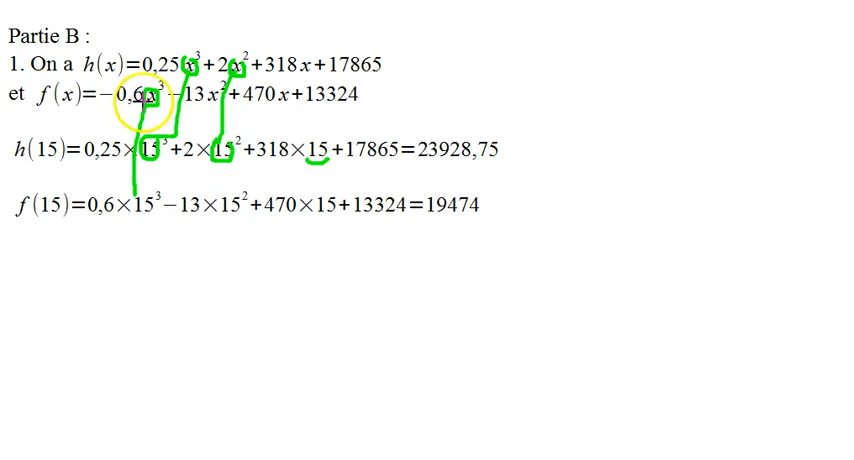 Partie B :
1. On a h(x)=0,25x³+2x²+318x+17865
et f(x)=−0,6x³−13x²+470x+13324
h(15)=0,25×15³+2×15²+318×15+17865=23928,75
f(15)=0,6×15³−13×15²+470×15+13324=19474